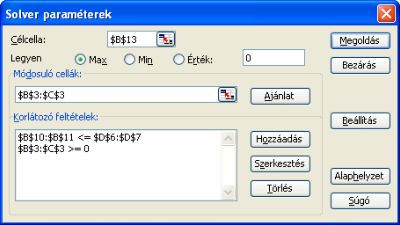 Solver paraméterek
Célcella: $B$13 Megoldás
Legyen Max Min Érték: 0 Bezárás
Módosuló cellák:
$B$3:$C$3 Ajánlat
Korlátozó feltételek: Beállítás
$B$10:$B$11 <= $D$6:$D$7 Hozzáadás
$B$3:$C$3 >= 0
Szerkesztés
Alaphelyzet
Törlés
Súgó